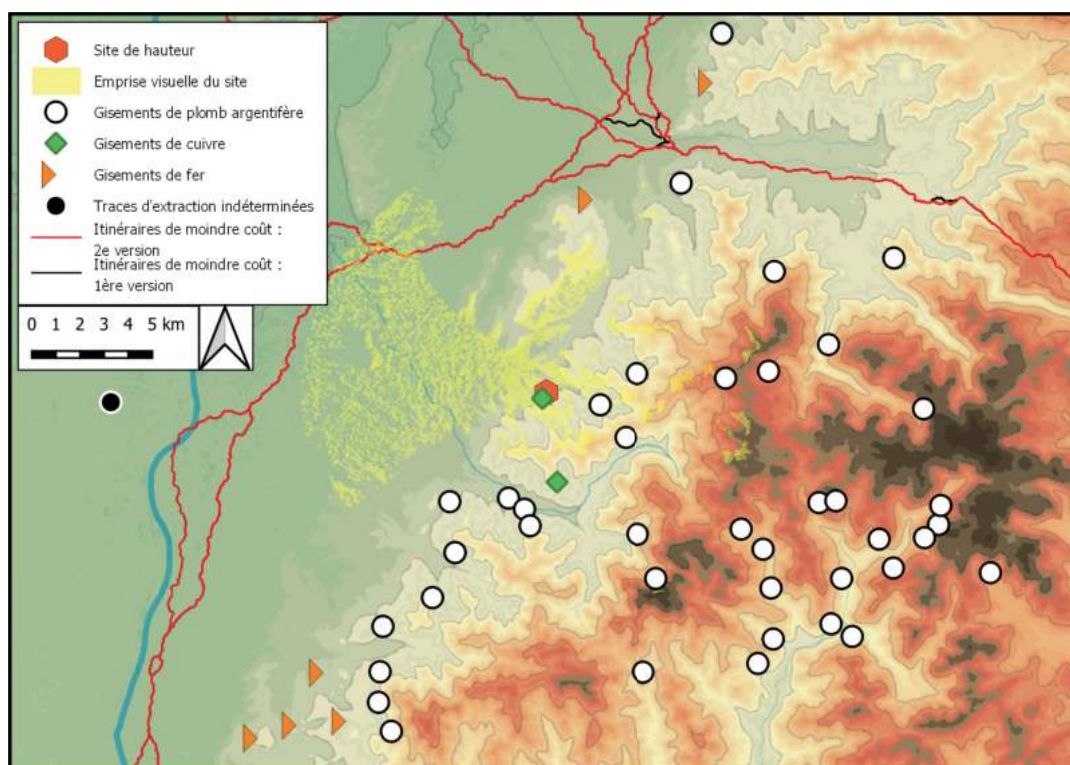 Site de hauteur
Emprise visuelle du site
Gisements de plomb argentifère
Gisements de cuivre
Gisements de fer
Traces d'extraction indéterminées
Itinéraires de moindre coût :
2e version
Itinéraires de moindre coût :
1ère version
0 1 2 3 4 5 km